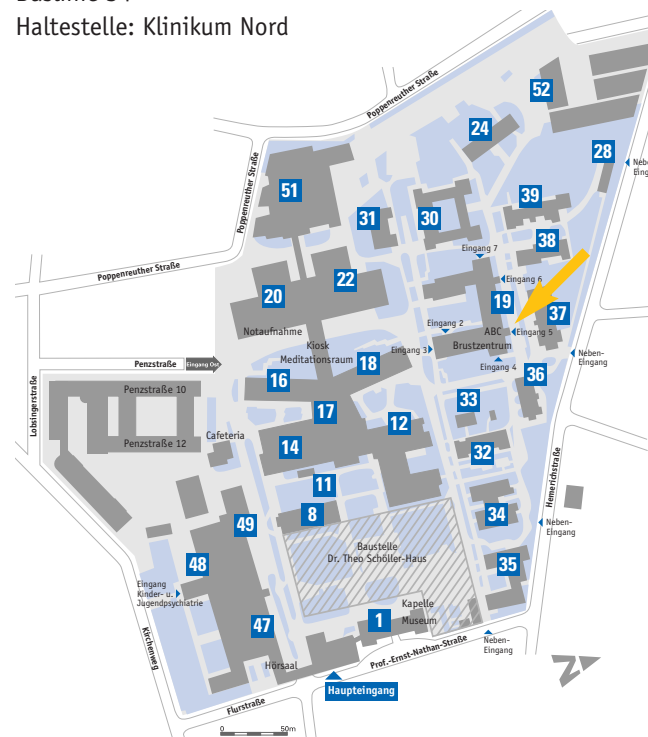 Haltestelle: Klinikum Nord
Poppenreuther Straße
52
24
28
Poppenreuther Straße
51
39
31
30
38
Eingang 7
Poppenreuther Straße
22
Eingang 6
20
19
37
Notaufnahme
Eingang 2
ABC
Eingang 5
Kiosk
Brustzentrum
Meditationsraum
18
Eingang 3
Neben-
Eingang
Penzstraße
Eingang Ost
Eingang 4
36
16
Penzstraße 10
33
17
12
Lobsingerstraße
Cafeteria
Penzstraße 12
14
32
11
Hemerichstraße
8
34
49
Neben-
Eingang
Baustelle
Dr. Theo Schöller-Haus
48
35
Eingang
Kinder- u.
Jugendpsychiatrie
Kapelle
1
Museum
47
Kirchenweg
Neben-
Eingang
Hörsaal
Prof.-Ernst-Nathan-Straße
Haupteingang
Flurstraße
0
50m
N